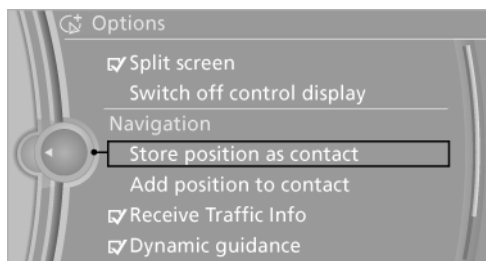 Options
Split screen
Switch off control display
Navigation
Store position as contact
Add position to contact
Receive Traffic Info
Dynamic guidance